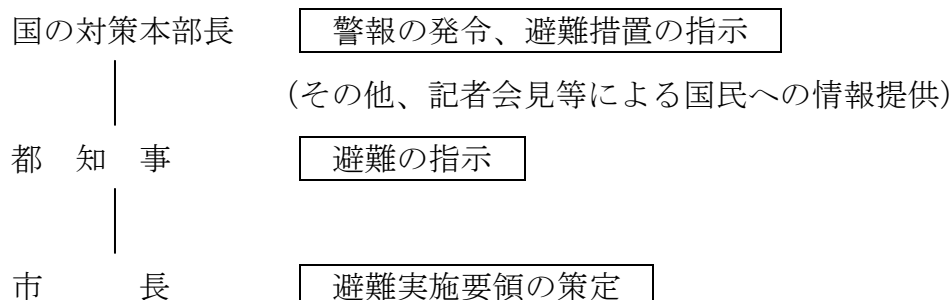 国の対策本部長 警報の発令、避難措置の指示
（その他、記者会見等による国民への情報提供）
都 知 事 避難の指示
市 長 避難実施要領の策定